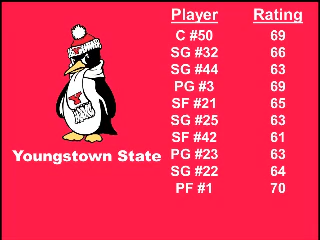 Player Rating
C #50 69
SG #32 66
SG #44 63
PG #3 69
SF #21 65
SG #25 63
SF #42 61
Youngstown State
PG #23 63
SG #22 64
PF #1 70